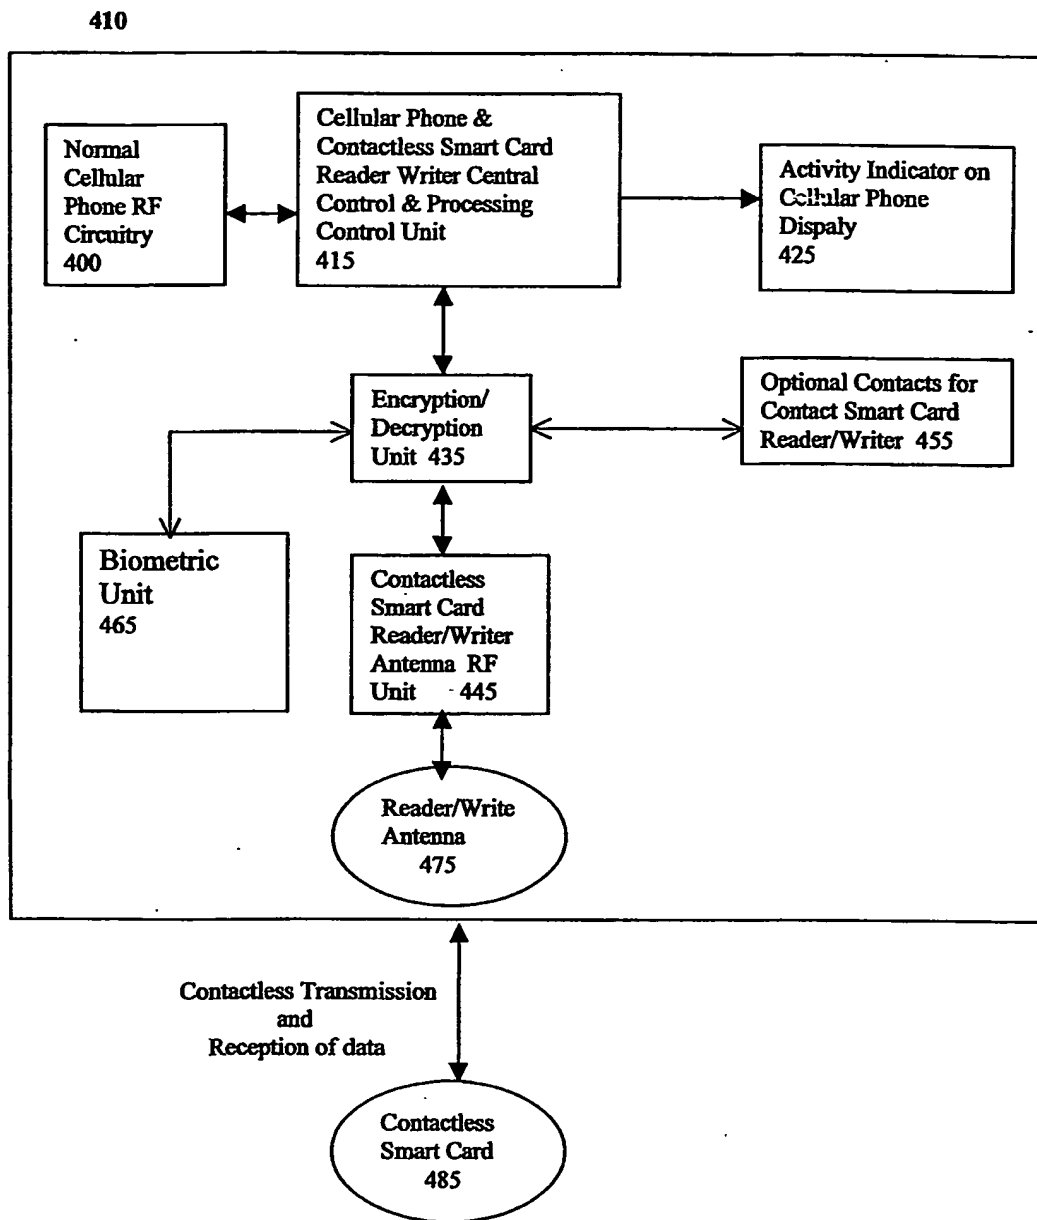 410
Normal
Cellular
Phone RF
Circuitry
400
Cellular Phone &
Contactless Smart Card
Reader Writer Central
Control & Processing
Control Unit
415
Activity Indicator on
Cellular Phone
Dispaly
425
Encryption/
Decryption
Unit 435
Optional Contacts for
Contact Smart Card
Reader/Writer 455
Biometric
Unit
465
Contactless
Smart Card
Reader/Writer
Antenna RF
Unit 445
Reader/Write
Antenna
475
Contactless Transmission
and
Reception of data
Contactless
Smart Card
485